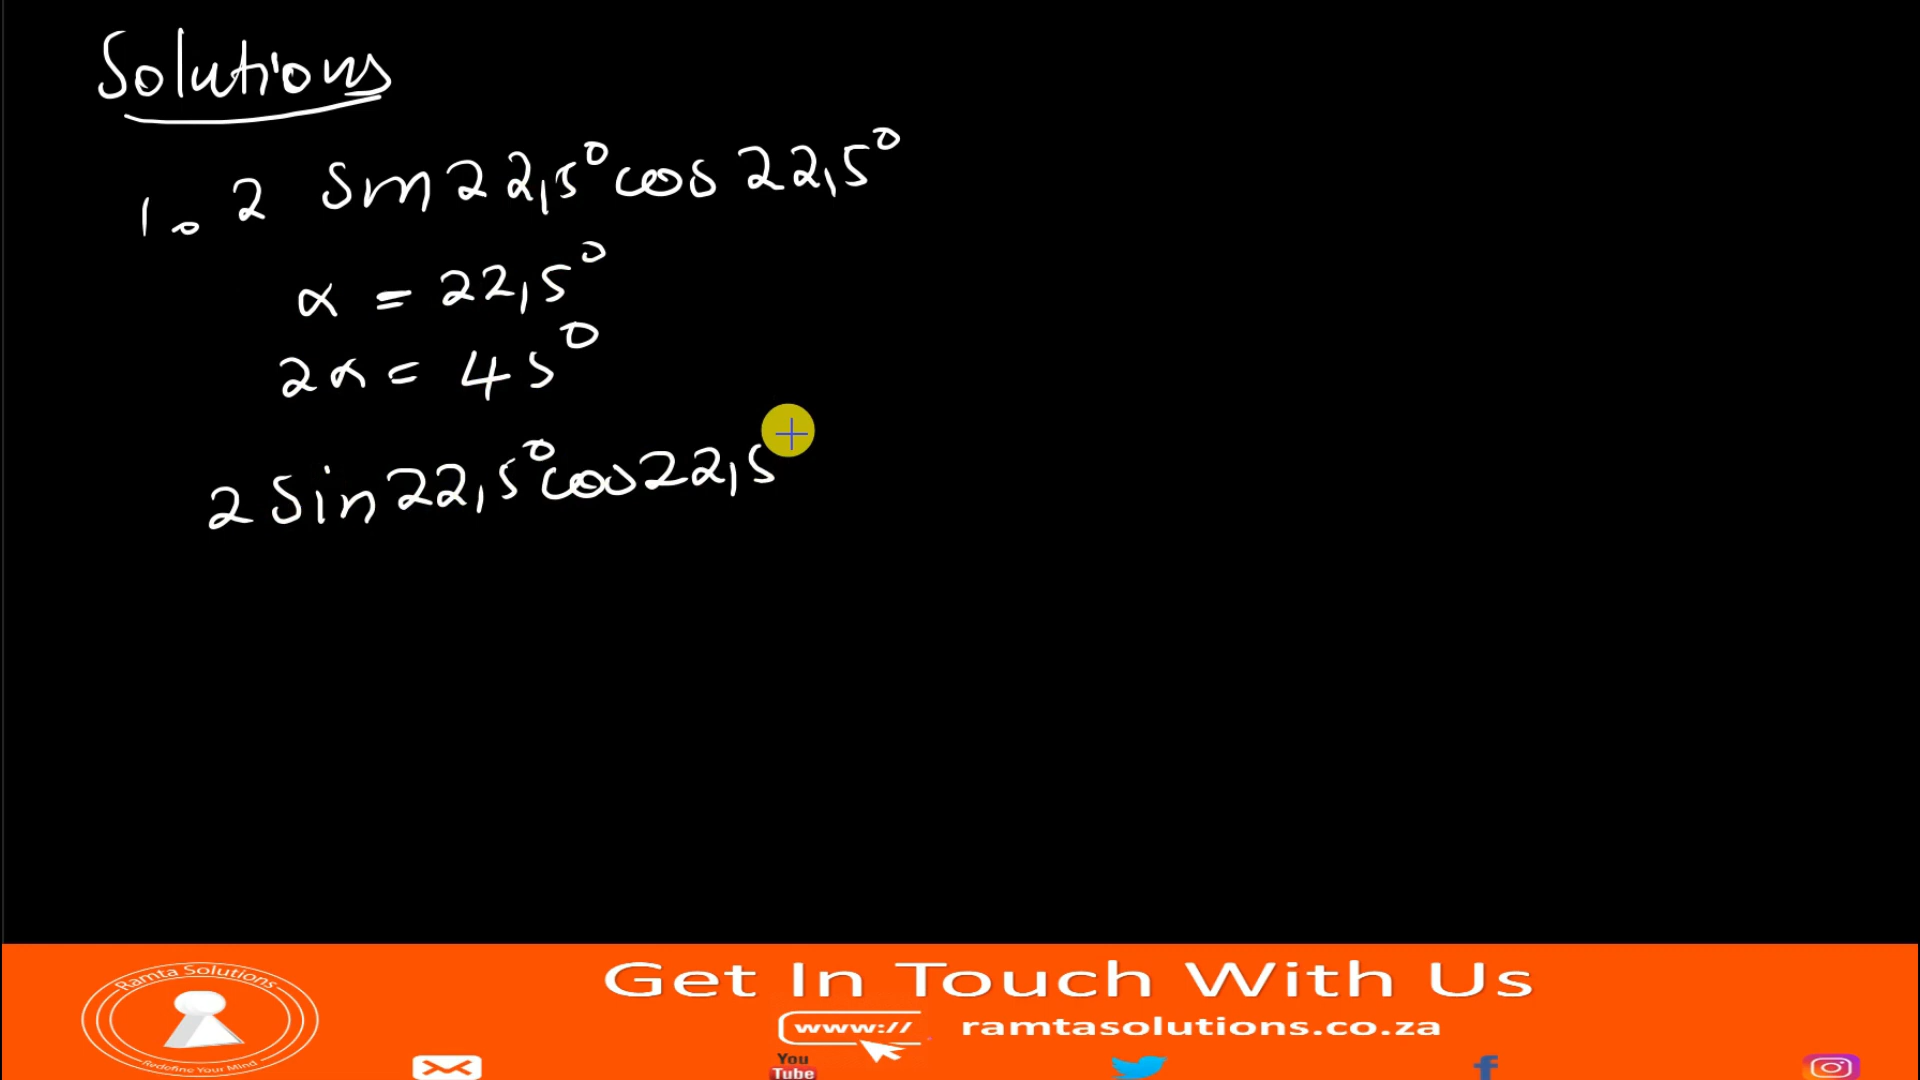 Solutions
1. 2 Sin 22,5° cos 22,5°
α = 22,5°
2α = 45°
2 Sin 22,5° cos 22,5
Get In Touch With Us
www://
ramtasolutions.co.za
Ramta Solutions
Redefine Your Mind
You
Tube